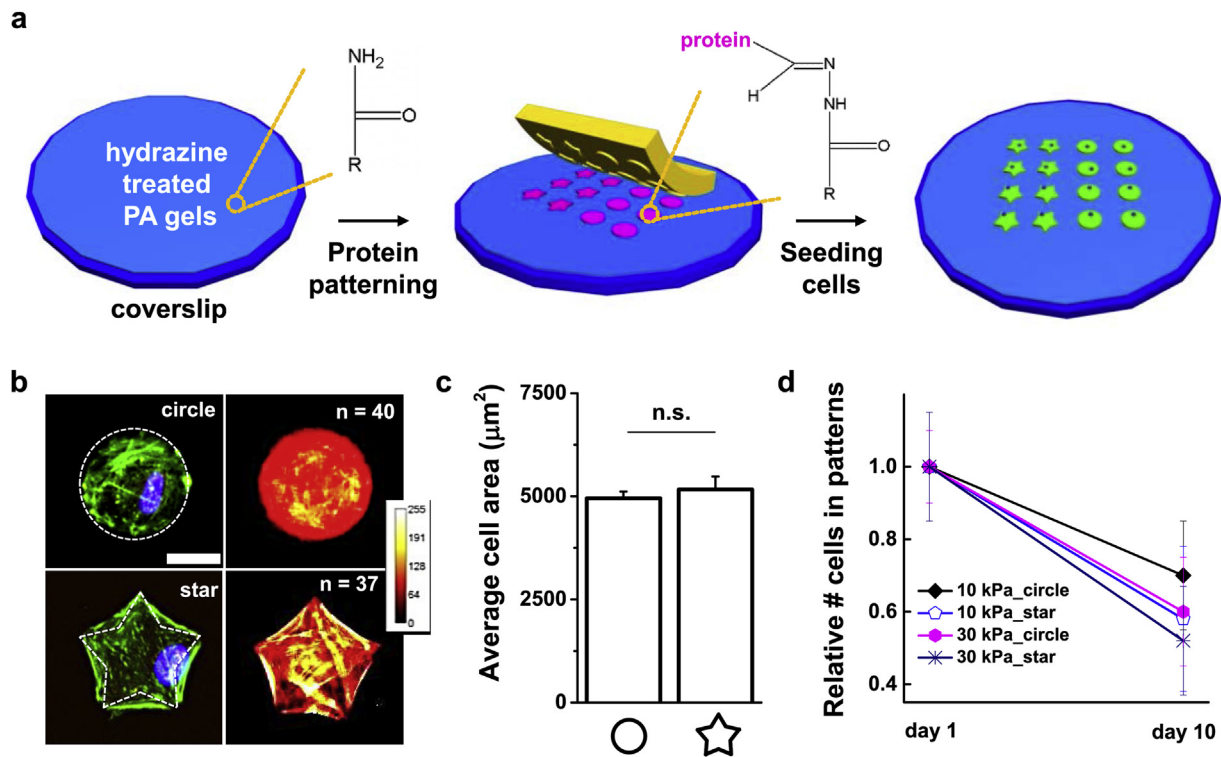 a
NH2
O
R
hydrazine
treated
PA gels
coverslip
Protein
patterning
protein
H
N
NH
O
R
Seeding
cells
b
circle
n = 40
star
n = 37
255
191
128
64
0
c
Average cell area (μm²)
7500
5000
2500
0
n.s.
d
Relative # cells in patterns
1.0
0.8
0.6
0.4
10 kPa_circle
10 kPa_star
30 kPa_circle
30 kPa_star
day 1
day 10